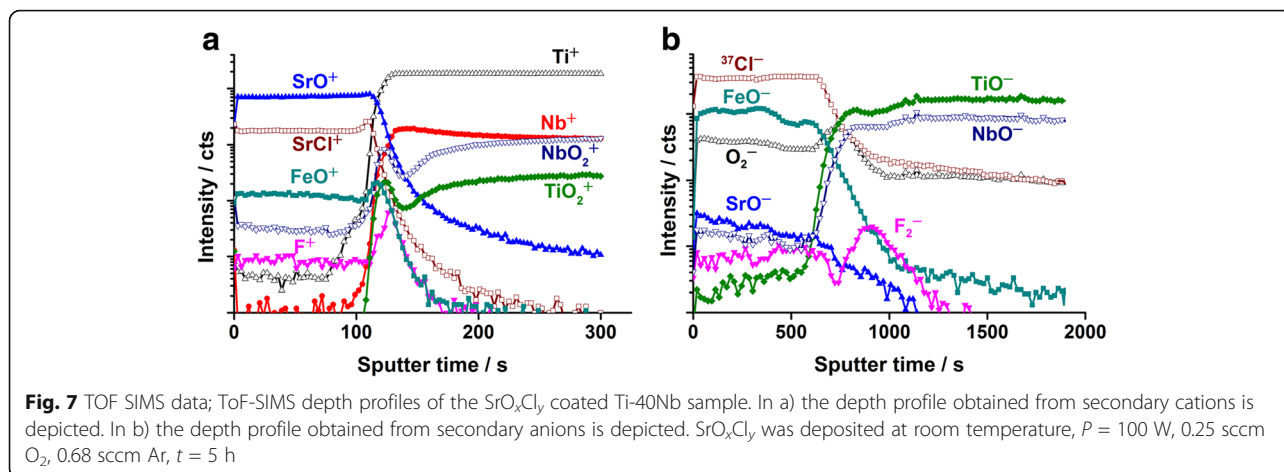 a
Intensity / cts
SrO⁺
SrCl⁺
FeO⁺
F⁺
Ti⁺
Nb⁺
NbO₂⁺
TiO₂⁺
0 100 200 300
Sputter time / s
b
Intensity / cts
³⁷Cl⁻
FeO⁻
O₂⁻
SrO⁻
TiO⁻
NbO⁻
F₂⁻
0 500 1000 1500 2000
Sputter time / s
Fig. 7 TOF SIMS data; ToF-SIMS depth profiles of the SrOₓCl_y coated Ti-40Nb sample. In a) the depth profile obtained from secondary cations is
depicted. In b) the depth profile obtained from secondary anions is depicted. SrOₓCl_y was deposited at room temperature, P = 100 W, 0.25 sccm
O₂, 0.68 sccm Ar, t = 5 h